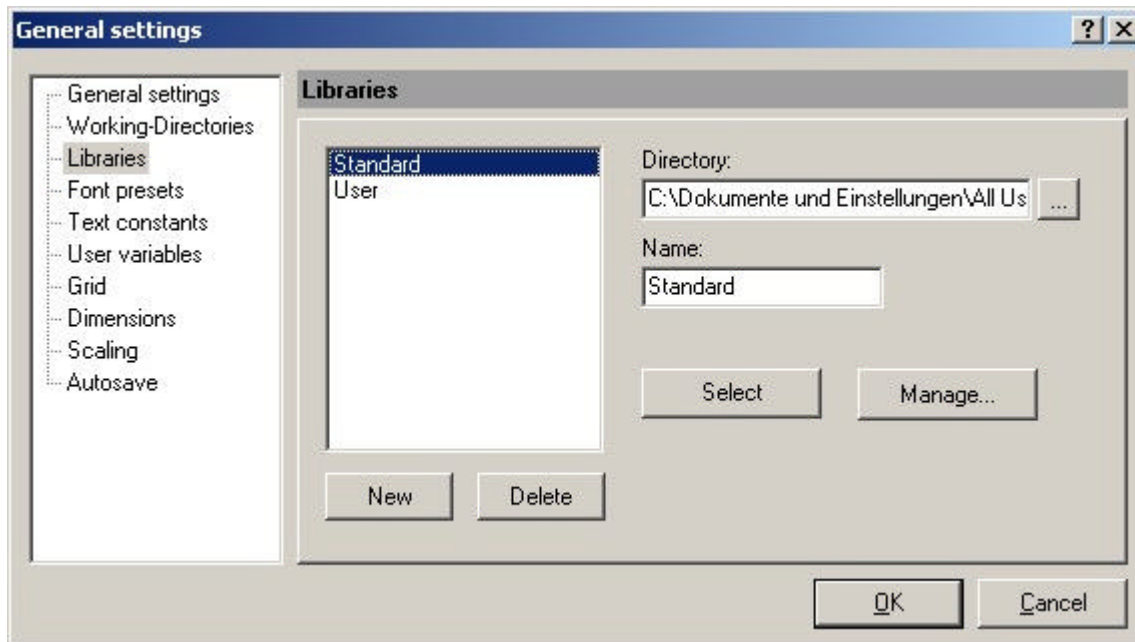 General settings
General settings
Working-Directories
Libraries
Font presets
Text constants
User variables
Grid
Dimensions
Scaling
Autosave
Libraries
Standard
User
New
Delete
Directory:
C:\Dokumente und Einstellungen\All Us
...
Name:
Standard
Select
Manage...
OK
Cancel